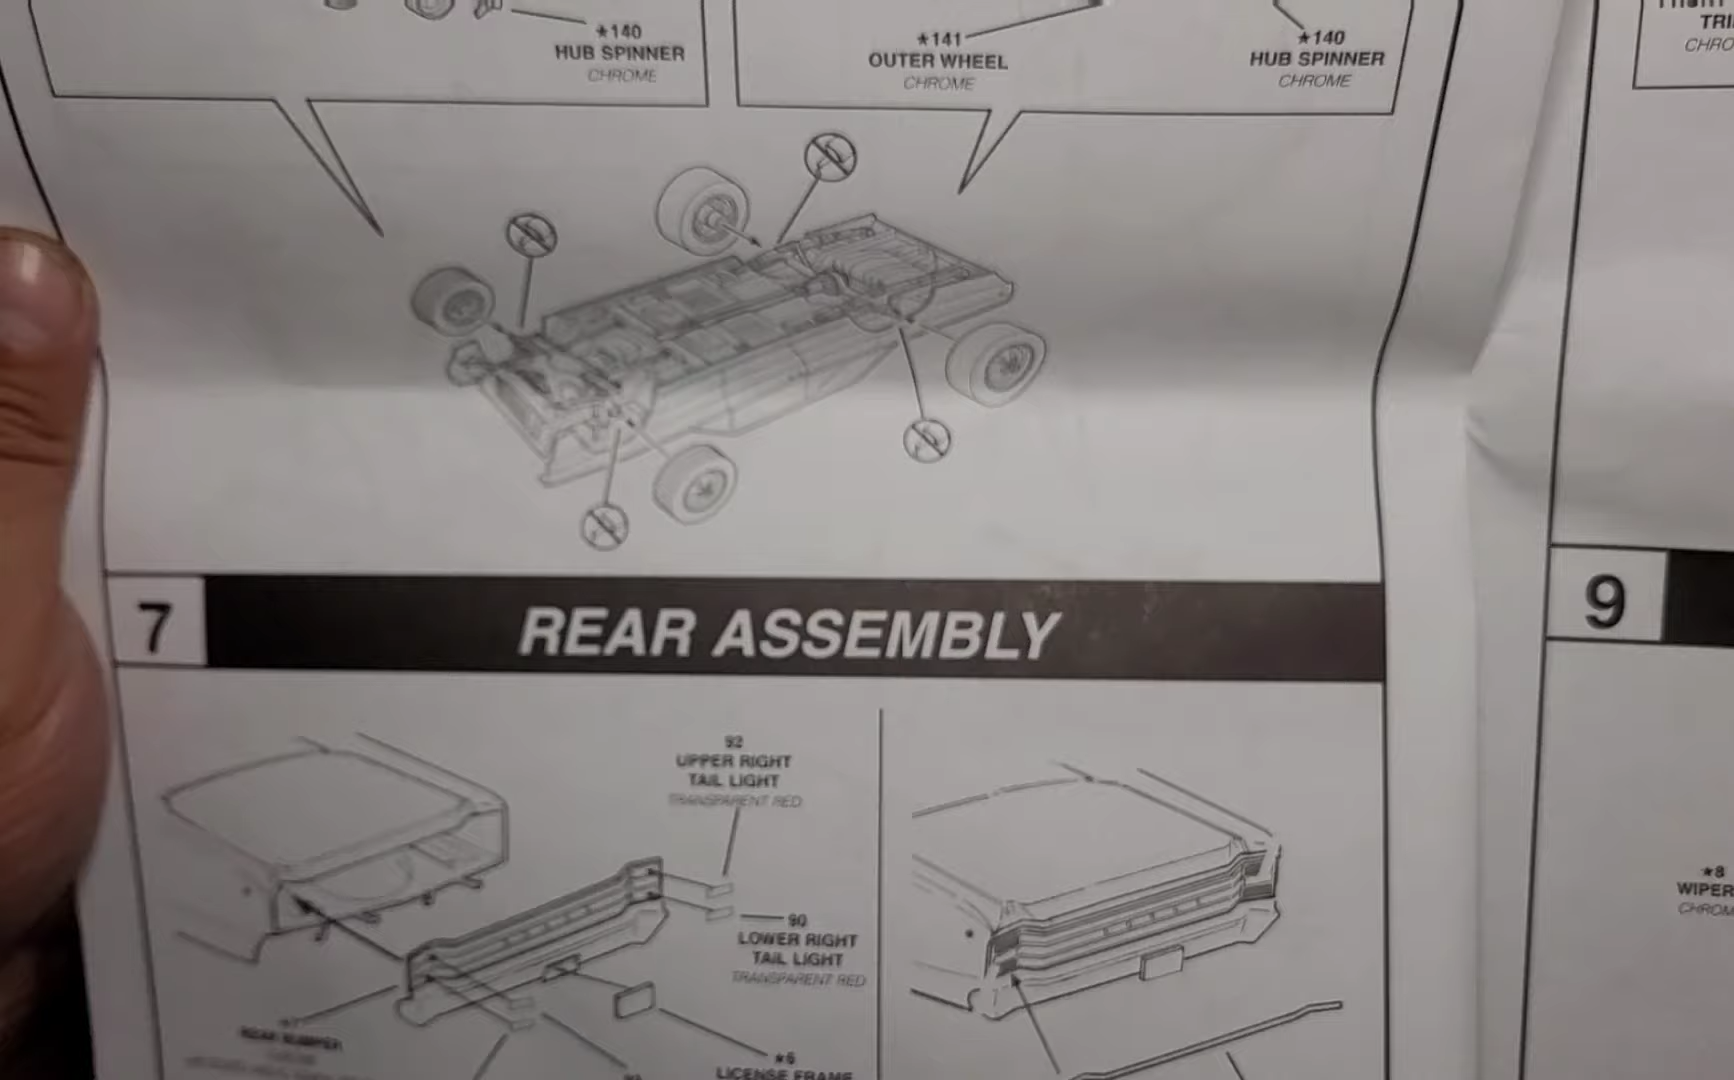 ★140
HUB SPINNER
CHROME
★141
OUTER WHEEL
CHROME
★140
HUB SPINNER
CHROME
TRI
CHRO
7
REAR ASSEMBLY
92
UPPER RIGHT
TAIL LIGHT
TRANSPARENT RED
90
LOWER RIGHT
TAIL LIGHT
TRANSPARENT RED
REAR BUMPER
★6
LICENSE FRAME
9
★8
WIPER
CHROM